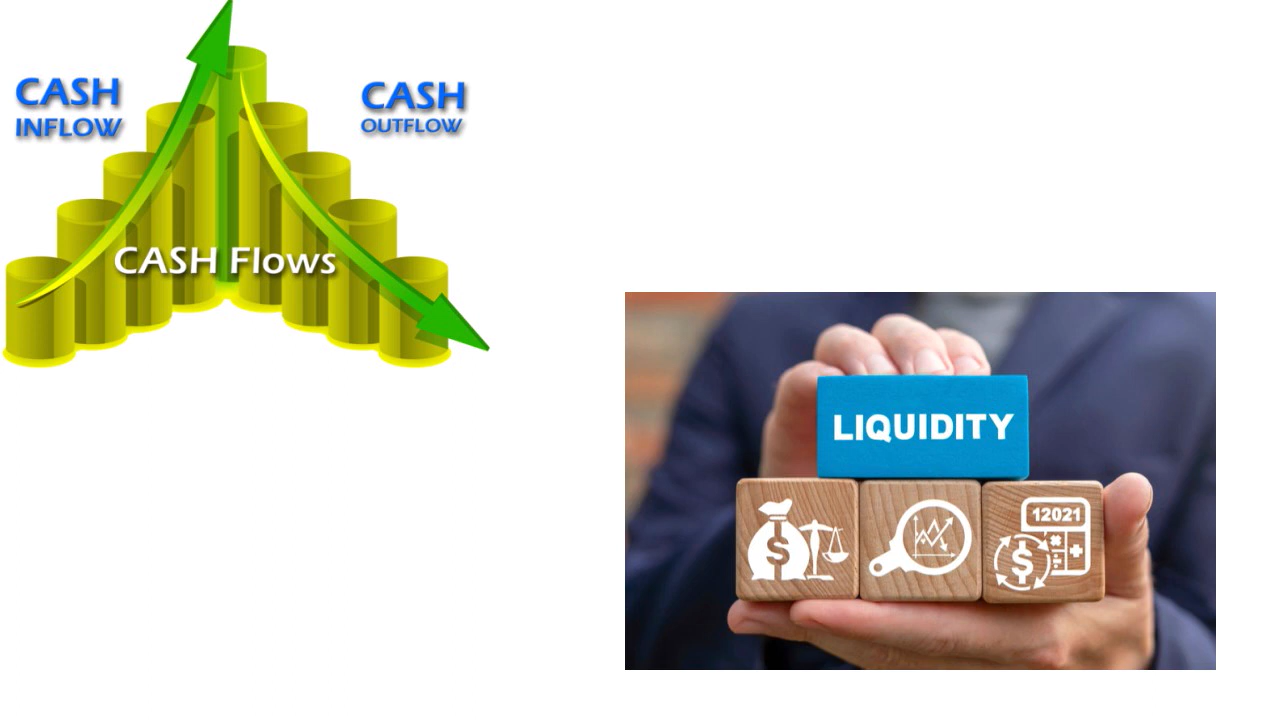 CASH
INFLOW
CASH
OUTFLOW
CASH Flows
LIQUIDITY
$
12021
$